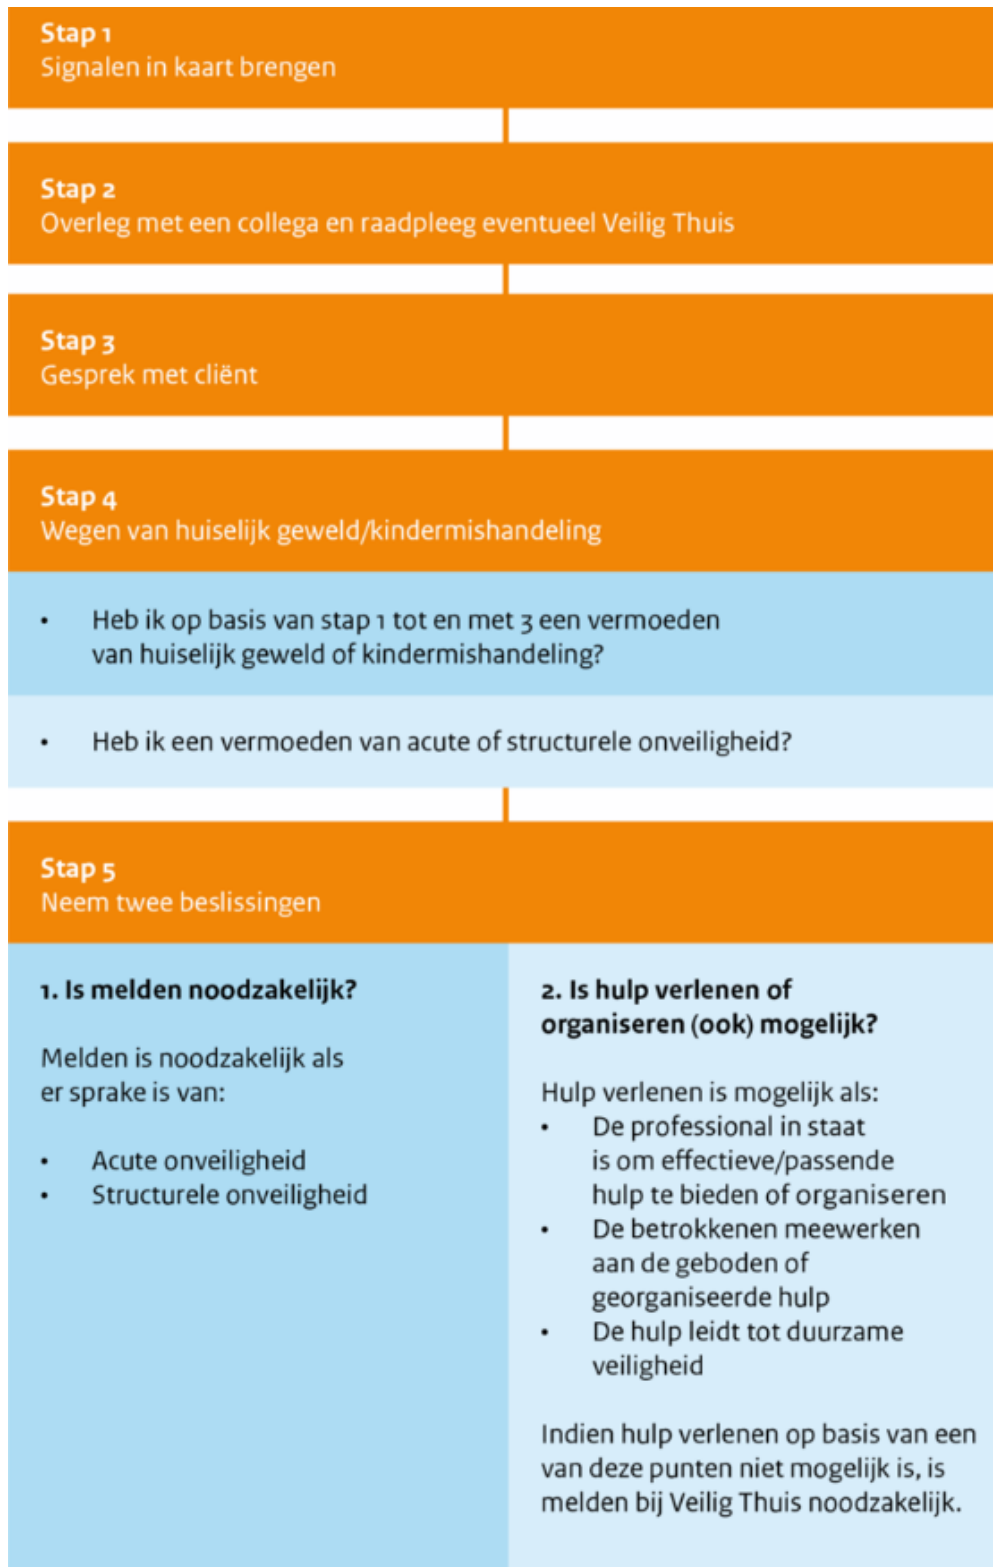 Stap 1
Signalen in kaart brengen
Stap 2
Overleg met een collega en raadpleeg eventueel Veilig Thuis
Stap 3
Gesprek met cliënt
Stap 4
Wegen van huiselijk geweld/kindermishandeling
• Heb ik op basis van stap 1 tot en met 3 een vermoeden
van huiselijk geweld of kindermishandeling?
• Heb ik een vermoeden van acute of structurele onveiligheid?
Stap 5
Neem twee beslissingen
1. Is melden noodzakelijk?
Melden is noodzakelijk als
er sprake is van:
• Acute onveiligheid
• Structurele onveiligheid
2. Is hulp verlenen of
organiseren (ook) mogelijk?
Hulp verlenen is mogelijk als:
• De professional in staat
is om effectieve/passende
hulp te bieden of organiseren
• De betrokkenen meewerken
aan de geboden of
georganiseerde hulp
• De hulp leidt tot duurzame
veiligheid
Indien hulp verlenen op basis van een
van deze punten niet mogelijk is, is
melden bij Veilig Thuis noodzakelijk.